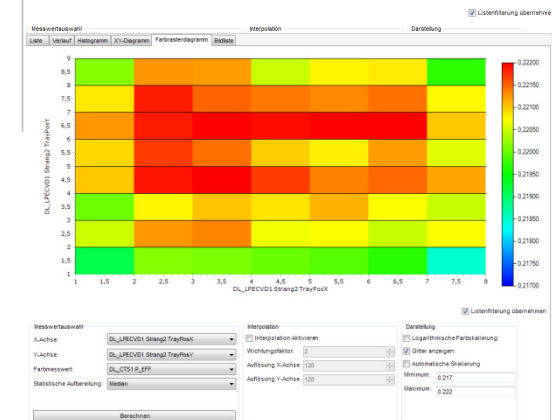 Listenfilterung übernehme
Messwertauswahl Interpolation Darstellung
Liste Verlauf Histogramm XY-Diagramm Farbrasterdiagramm Bildliste
9
8,5
8
7,5
7
6,5
6
5,5
5
4,5
4
3,5
3
2,5
2
1,5
1
DL_LPECVD1 Strang2 TrayPosY
1 1,5 2 2,5 3 3,5 4 4,5 5 5,5 6 6,5 7 7,5 8
DL_LPECVD1 Strang2 TrayPosX
0,22200
0,22150
0,22100
0,22050
0,22000
0,21950
0,21900
0,21850
0,21800
0,21750
0,21700
Listenfilterung übernehmen
Messwertauswahl
X-Achse: DL_LPECVD1 Strang2 TrayPosX
Y-Achse: DL_LPECVD1 Strang2 TrayPosY
Farbmesswert: DL_CTS1 P_EFF
Statistische Aufbereitung: Median
Berechnen
Interpolation
Interpolation Aktivieren
Wichtungsfaktor: 2
Auflösung X-Achse 128
Auflösung Y-Achse 128
Darstellung
Logarithmische Farbskalierung:
Gitter anzeigen:
Automatische Skalierung
Minimum: 0.217
Maximum: 0.222